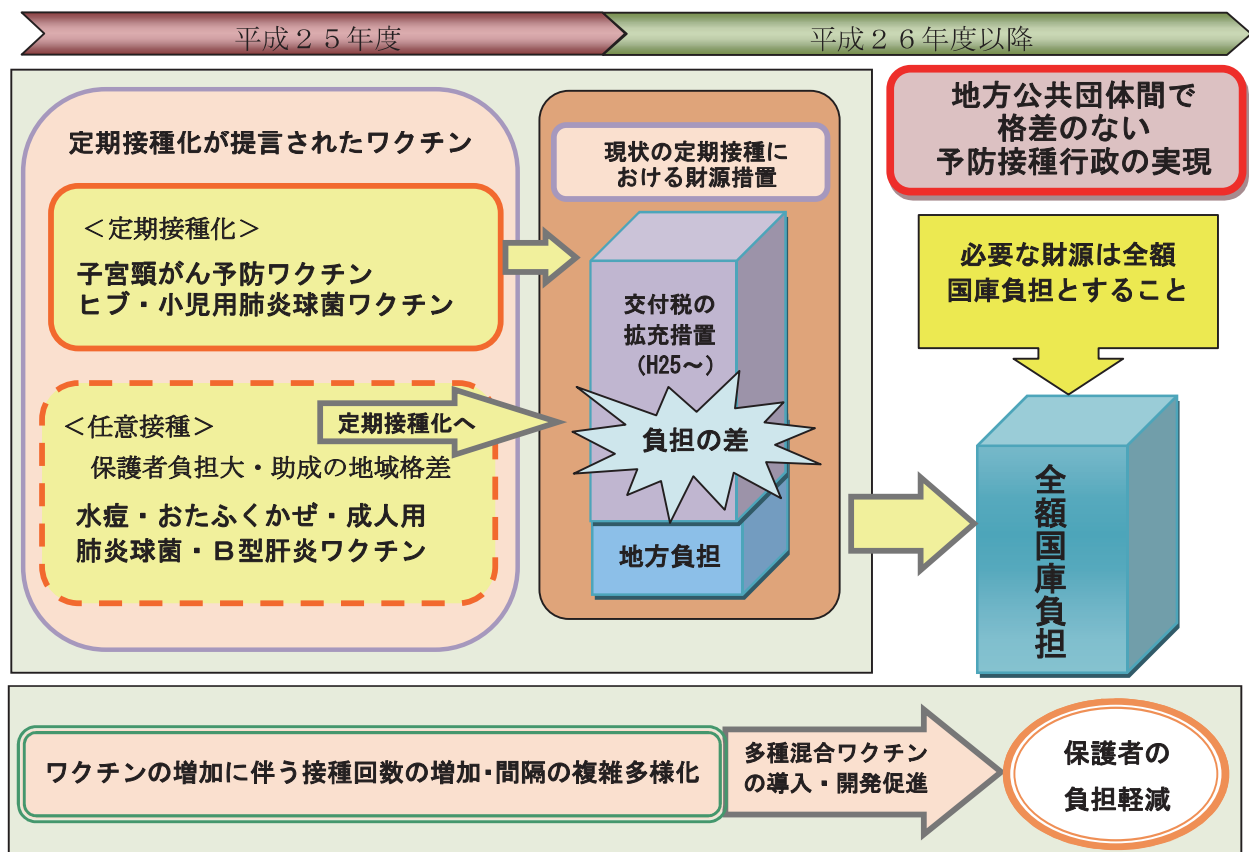 平成２５年度
平成２６年度以降
定期接種化が提言されたワクチン
＜定期接種化＞
子宮頸がん予防ワクチン
ヒブ・小児用肺炎球菌ワクチン
＜任意接種＞
保護者負担大・助成の地域格差
水痘・おたふくかぜ・成人用
肺炎球菌・Ｂ型肝炎ワクチン
定期接種化へ
現状の定期接種に
おける財源措置
交付税の
拡充措置
(H25～)
負担の差
地方負担
地方公共団体間で
格差のない
予防接種行政の実現
必要な財源は全額
国庫負担とすること
全額国庫負担
ワクチンの増加に伴う接種回数の増加・間隔の複雑多様化
多種混合ワクチン
の導入・開発促進
保護者の
負担軽減